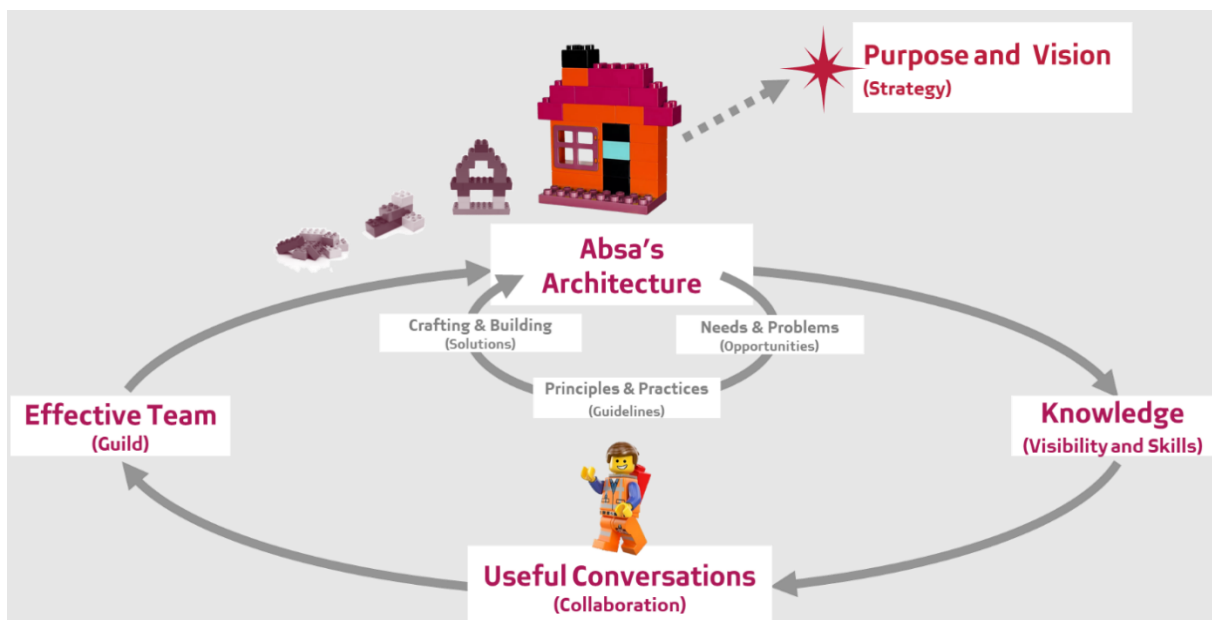 Purpose and Vision
(Strategy)
Absa's
Architecture
Crafting & Building
(Solutions)
Needs & Problems
(Opportunities)
Principles & Practices
(Guidelines)
Effective Team
(Guild)
Knowledge
(Visibility and Skills)
Useful Conversations
(Collaboration)